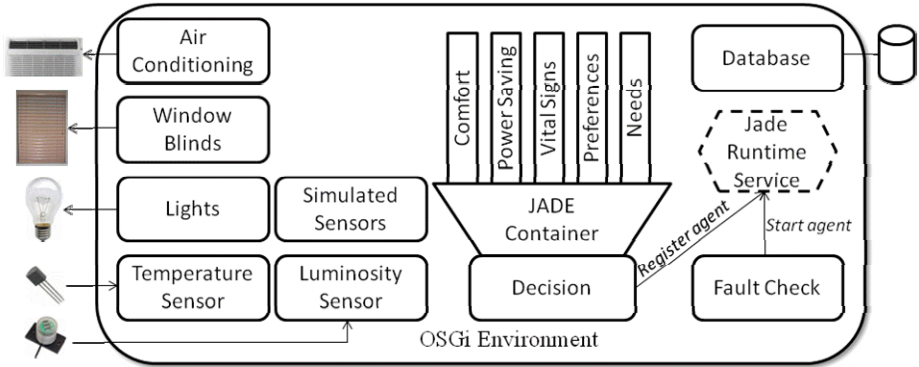 Air
Conditioning
Window
Blinds
Lights
Simulated
Sensors
Temperature
Sensor
Luminosity
Sensor
Comfort
Power Saving
Vital Signs
Preferences
Needs
JADE
Container
Decision
Database
Jade
Runtime
Service
Register agent
Start agent
Fault Check
OSGi Environment